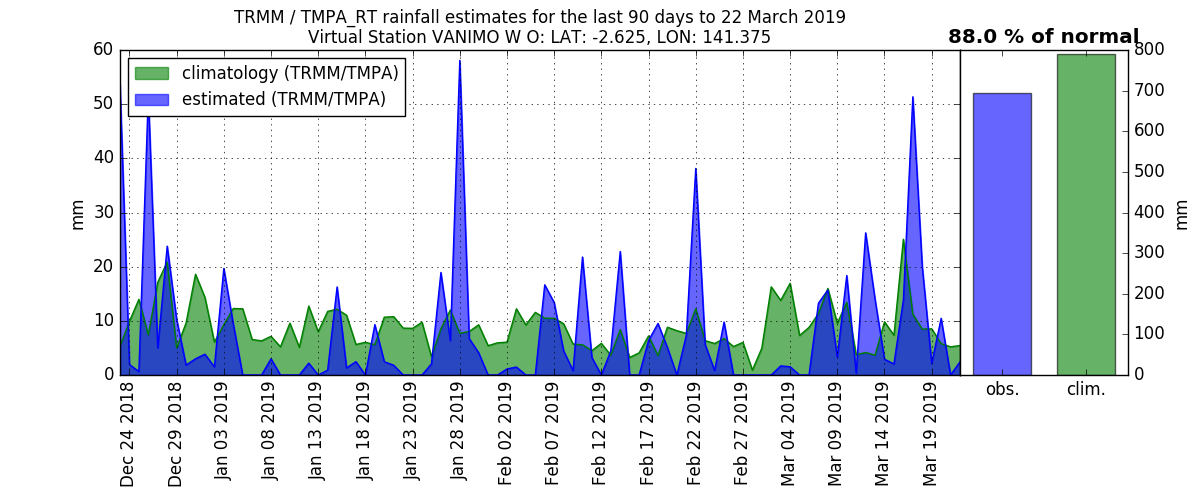 TRMM / TMPA_RT rainfall estimates for the last 90 days to 22 March 2019
Virtual Station VANIMO W O: LAT: -2.625, LON: 141.375
88.0 % of normal
climatology (TRMM/TMPA)
estimated (TRMM/TMPA)
60
50
40
30
20
10
0
mm
Dec 24 2018
Dec 29 2018
Jan 03 2019
Jan 08 2019
Jan 13 2019
Jan 18 2019
Jan 23 2019
Jan 28 2019
Feb 02 2019
Feb 07 2019
Feb 12 2019
Feb 17 2019
Feb 22 2019
Feb 27 2019
Mar 04 2019
Mar 09 2019
Mar 14 2019
Mar 19 2019
800
700
600
500
400
300
200
100
0
mm
obs.
clim.